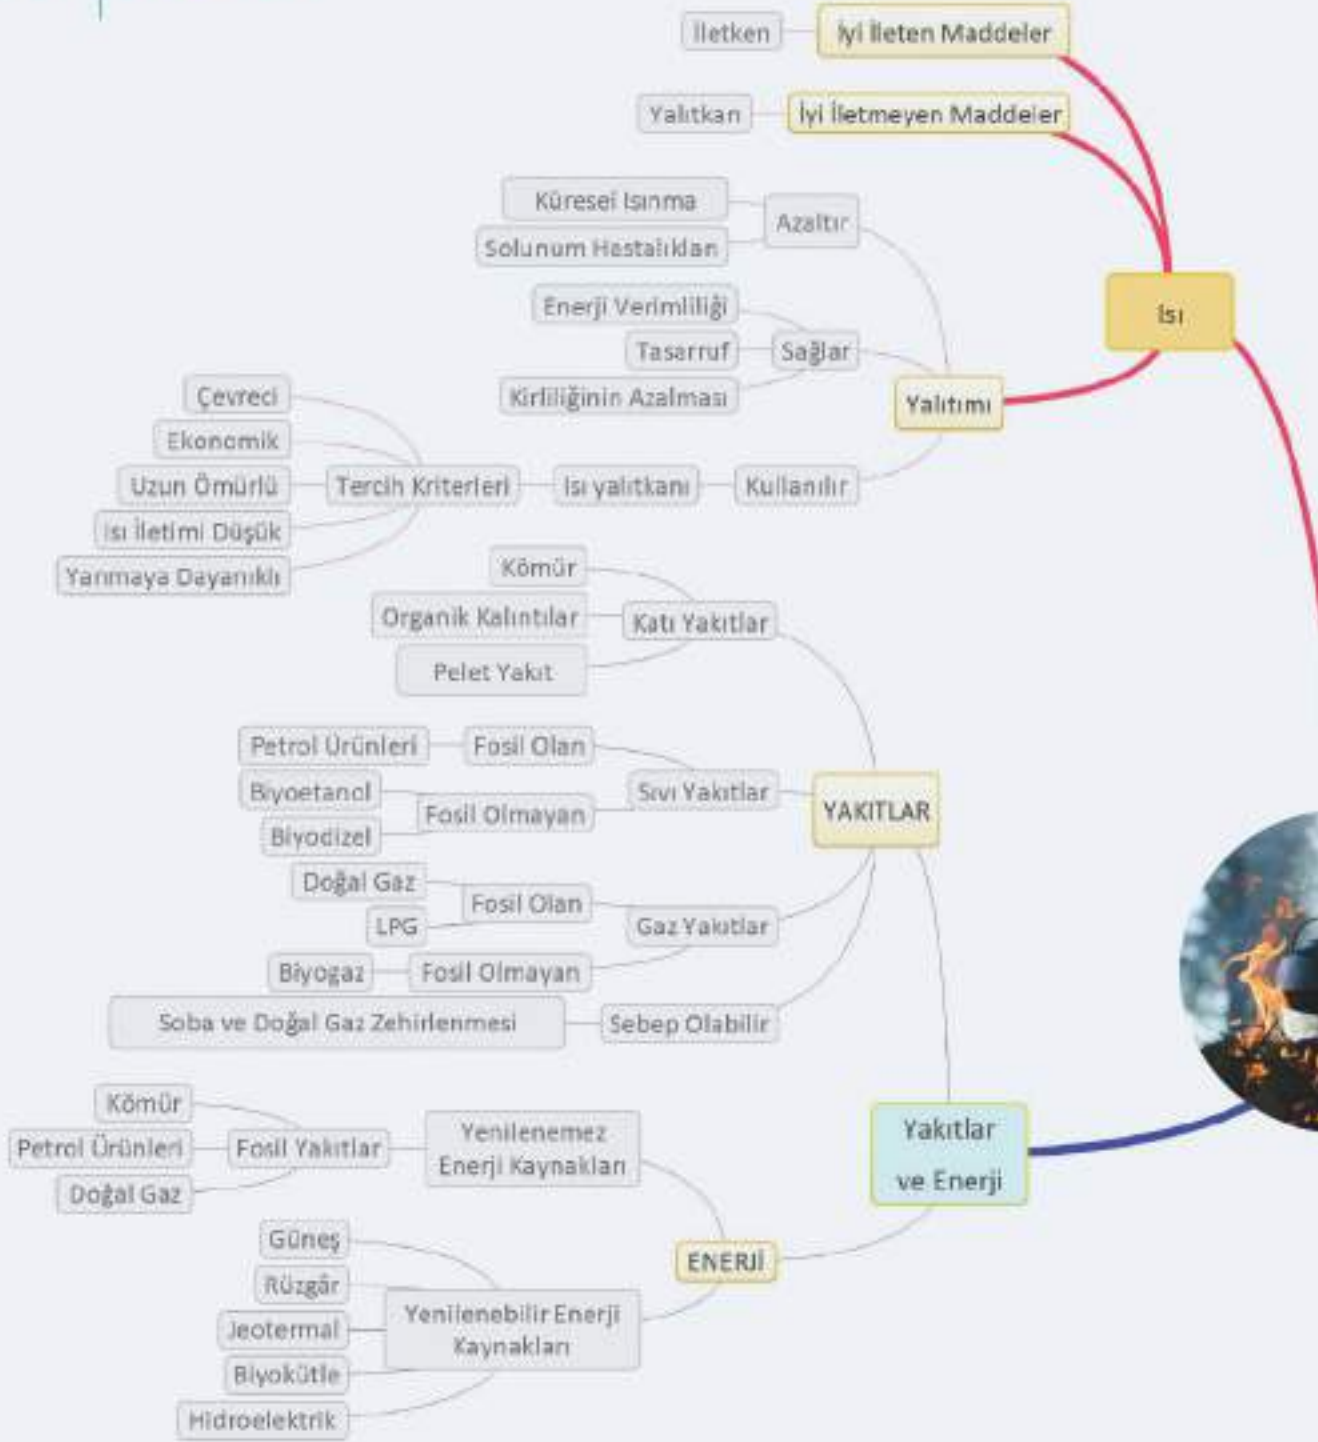 İletken
İyi İleten Maddeler
Yalıtkan
İyi İletmeyen Maddeler
Küresel Isınma
Solunum Hastalıkları
Azaltır
Isı
Enerji Verimliliği
Tasarruf
Kirliliğinin Azalması
Sağlar
Yalıtımı
Çevreci
Ekonomik
Uzun Ömürlü
Isı İletimi Düşük
Yanmaya Dayanıklı
Tercih Kriterleri
Isı yalıtkanı
Kullanılır
Kömür
Organik Kalıntılar
Pelet Yakıt
Katı Yakıtlar
Petrol Ürünleri
Fosil Olan
Biyoetanol
Biyodizel
Fosil Olmayan
Sıvı Yakıtlar
YAKITLAR
Doğal Gaz
LPG
Fosil Olan
Biyogaz
Fosil Olmayan
Gaz Yakıtlar
Soba ve Doğal Gaz Zehirlenmesi
Sebep Olabilir
Kömür
Petrol Ürünleri
Doğal Gaz
Fosil Yakıtlar
Yenilenemez
Enerji Kaynakları
Yakıtlar
ve Enerji
ENERJİ
Güneş
Rüzgâr
Jeotermal
Biyokütle
Hidroelektrik
Yenilenebilir Enerji
Kaynakları